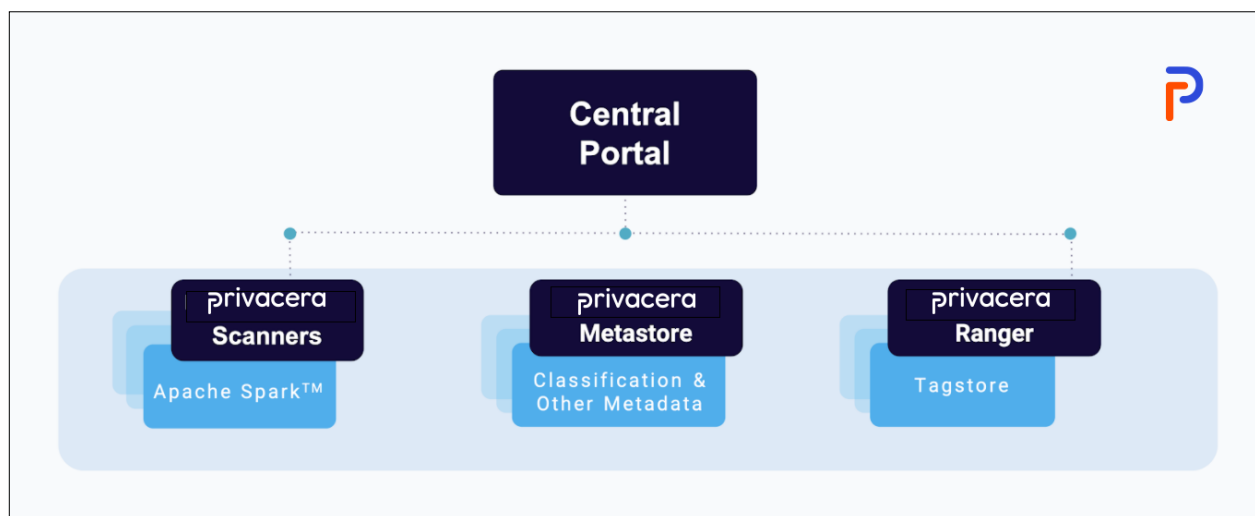 Central
Portal
privacera
Scanners
Apache Spark™
privacera
Metastore
Classification &
Other Metadata
privacera
Ranger
Tagstore